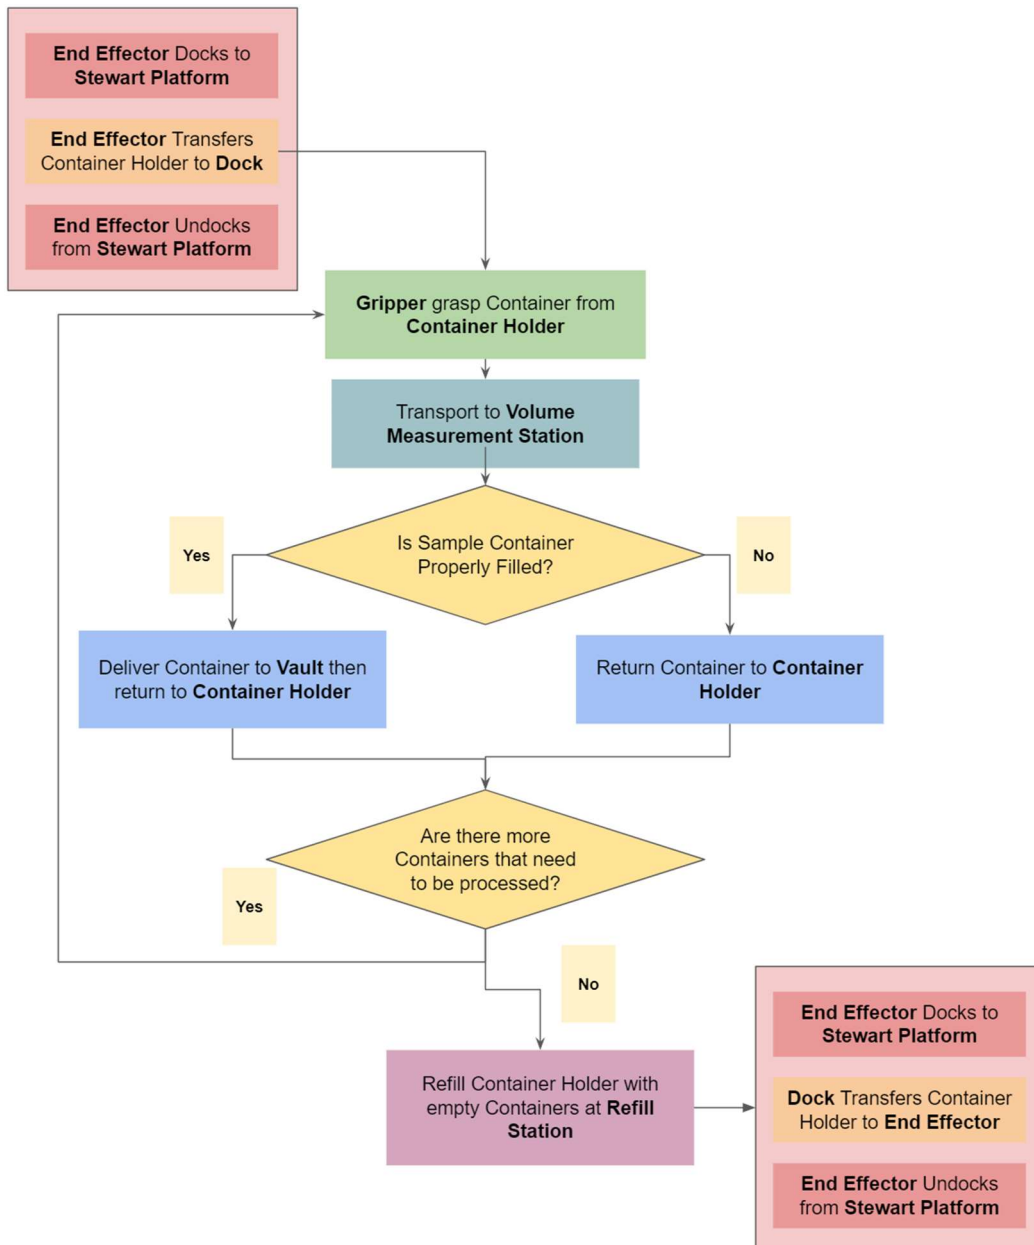 End Effector Docks to
Stewart Platform
End Effector Transfers
Container Holder to Dock
End Effector Undocks
from Stewart Platform
Gripper grasp Container from
Container Holder
Transport to Volume
Measurement Station
Is Sample Container
Properly Filled?
Yes
No
Deliver Container to Vault then
return to Container Holder
Return Container to Container
Holder
Are there more
Containers that need
to be processed?
Yes
No
Refill Container Holder with
empty Containers at Refill
Station
End Effector Docks to
Stewart Platform
Dock Transfers Container
Holder to End Effector
End Effector Undocks
from Stewart Platform